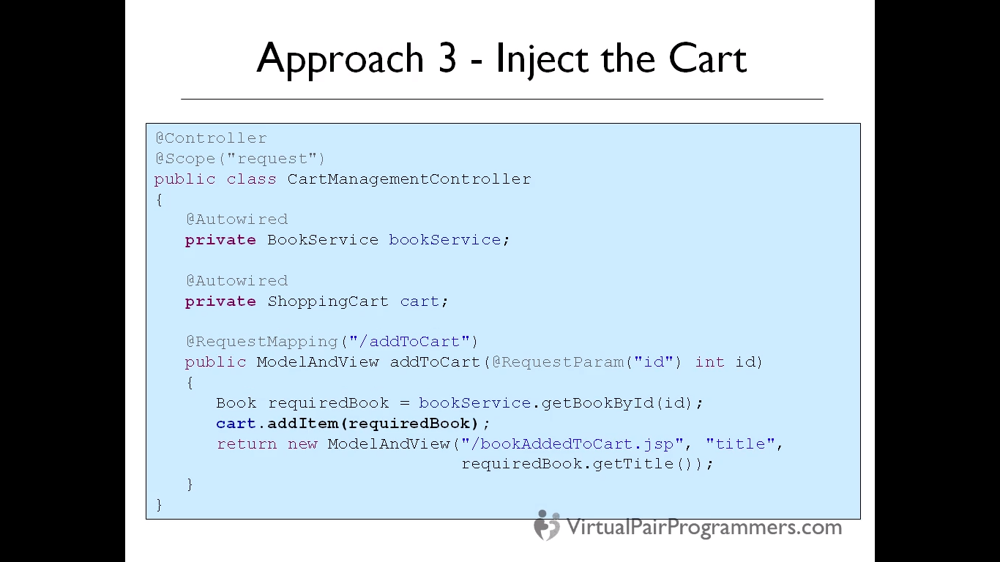 Approach 3 - Inject the Cart
@Controller
@Scope("request")
public class CartManagementController
{
@Autowired
private BookService bookService;
@Autowired
private ShoppingCart cart;
@RequestMapping("/addToCart")
public ModelAndView addToCart(@RequestParam("id") int id)
{
Book requiredBook = bookService.getBookById(id);
cart.addItem(requiredBook);
return new ModelAndView("/bookAddedToCart.jsp", "title",
requiredBook.getTitle());
}
}
VirtualPairProgrammers.com